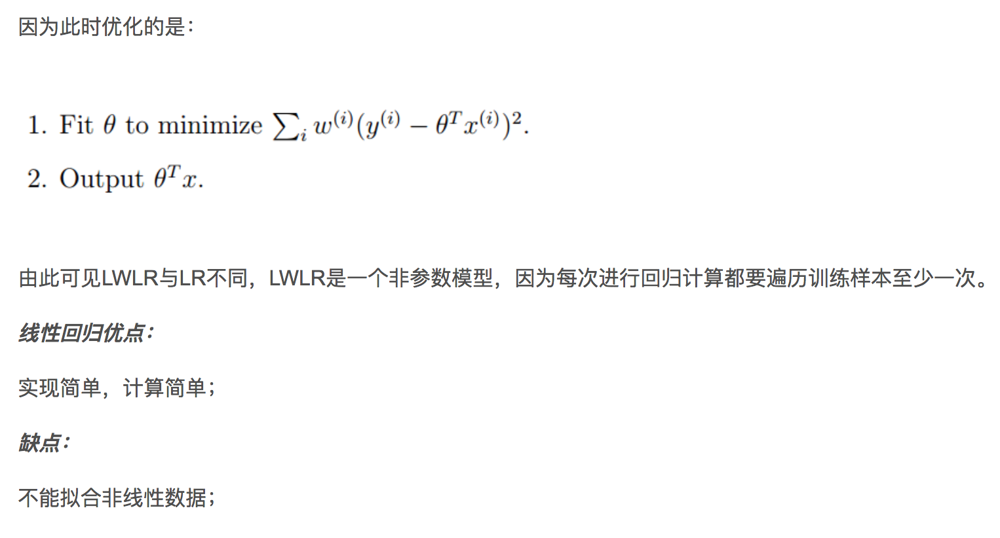 因为此时优化的是：
1. Fit θ to minimize ∑ᵢ w⁽ⁱ⁾(y⁽ⁱ⁾ − θᵀx⁽ⁱ⁾)².
2. Output θᵀx.
由此可见LWLR与LR不同，LWLR是一个非参数模型，因为每次进行回归计算都要遍历训练样本至少一次。
线性回归优点：
实现简单，计算简单；
缺点：
不能拟合非线性数据；